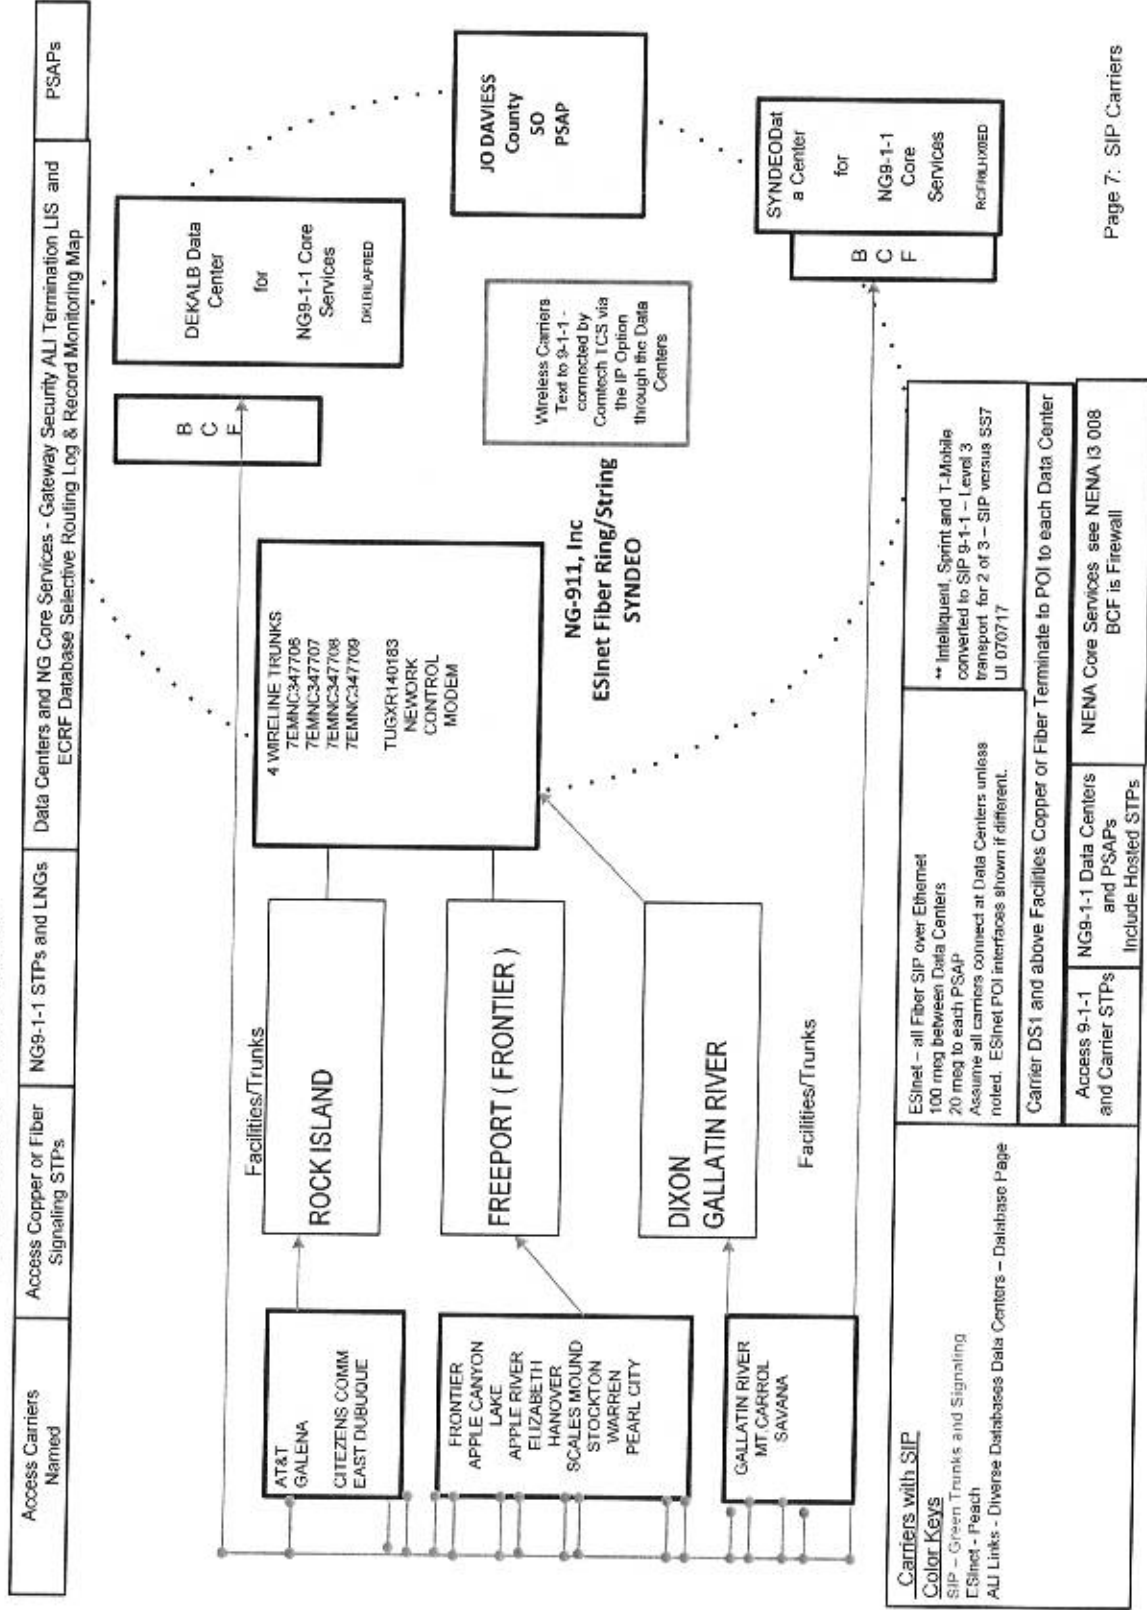 Access Carriers
Named
Access Copper or Fiber
Signaling STPs
NG9-1-1 STPs and LNGs
Data Centers and NG Core Services - Gateway Security ALI Termination LIS and
ECRF Database Selective Routing Log & Record Monitoring Map
PSAPs
Facilities/Trunks
AT&T
GALENA
CITEZENS COMM
EAST DUBUQUE
ROCK ISLAND
4 WIRELINE TRUNKS
7EMNC347706
7EMNC347707
7EMNC347708
7EMNC347709
TUGXR140183
NEWORK
CONTROL
MODEM
B
C
F
DEKALB Data
Center
for
NG9-1-1 Core
Services
FRONTIER
APPLE CANYON
LAKE
APPLE RIVER
ELIZABETH
HANOVER
SCALES MOUND
STOCKTON
WARREN
PEARL CITY
FREEPORT ( FRONTIER )
JO DAVIESS
County
SO
PSAP
Wireless Carriers
Text to 9-1-1 -
connected by
Comtech TCS via
the IP Option
through the Data
Centers
NG-911, Inc
ESInet Fiber Ring/String
SYNDEO
GALLATIN RIVER
MT.CARROL
SAVANA
DIXON
GALLATIN RIVER
Facilities/Trunks
B
C
F
SYNDEODat
a Center
for
NG9-1-1
Core
Services
Carriers with SIP
Color Keys
SIP – Green Trunks and Signaling
ESInet - Peach
ALI Links - Diverse Databases Data Centers – Database Page
ESInet – all Fiber SIP over Ethernet
100 meg between Data Centers
20 meg to each PSAP
Assume all carriers connect at Data Centers unless
noted. ESInet POI interfaces shown if different.
** Intelliquent, Sprint and T-Mobile
converted to SIP 9-1-1 – Level 3
transport for 2 of 3 – SIP versus SS7
UI 070717
Carrier DS1 and above Facilities Copper or Fiber Terminate to POI to each Data Center
Access 9-1-1
and Carrier STPs
NG9-1-1 Data Centers
and PSAPs
Include Hosted STPs
NENA Core Services see NENA i3 008
BCF is Firewall
Page 7: SIP Carriers